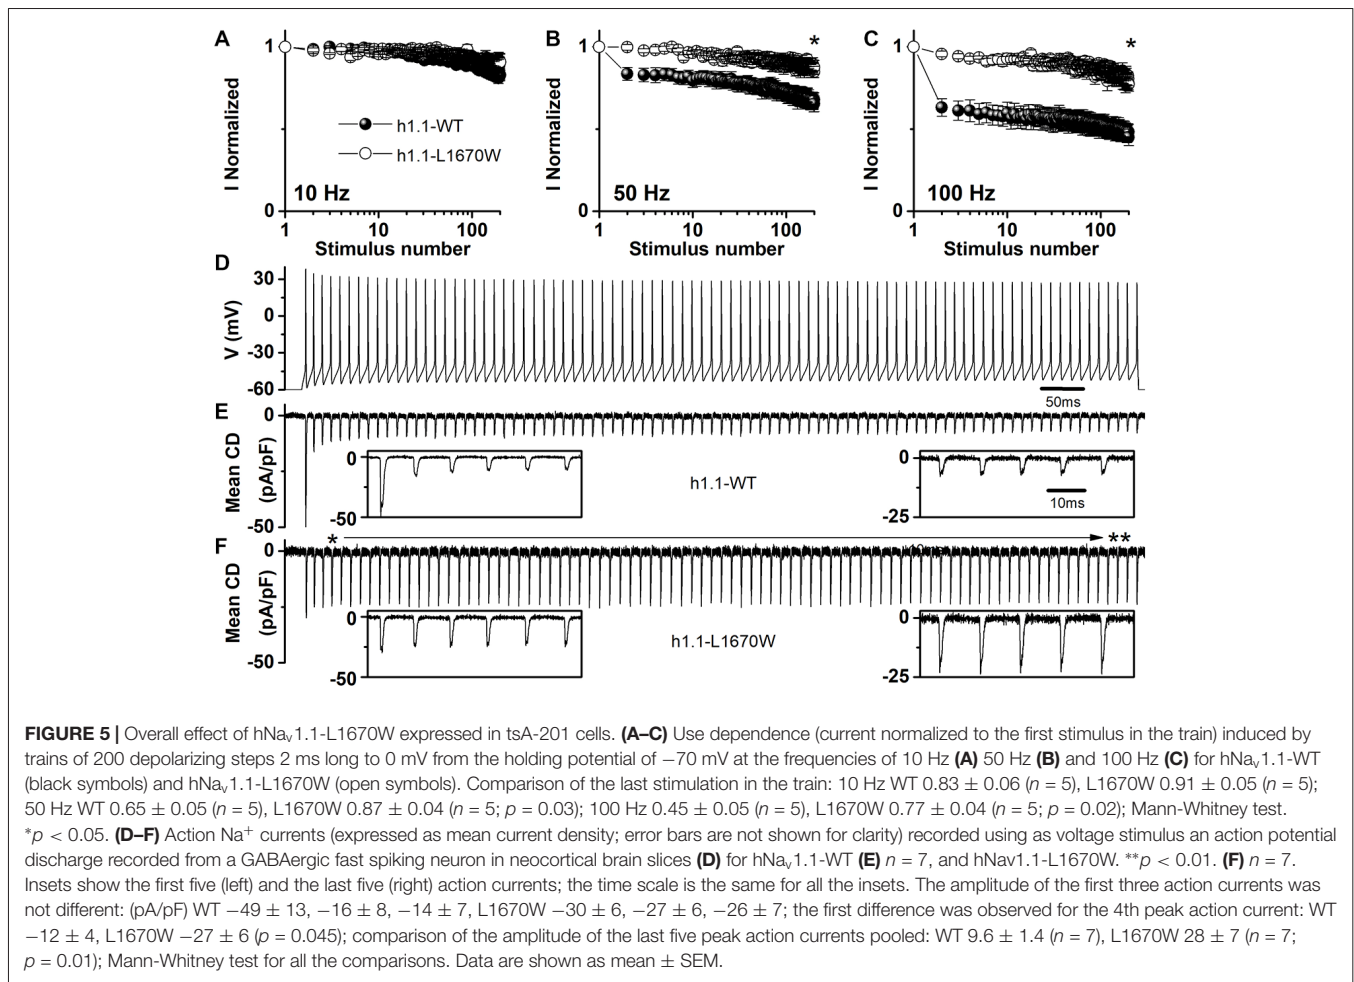 A
B
C
1
1
1
*
*
I Normalized
I Normalized
I Normalized
h1.1-WT
h1.1-L1670W
10 Hz
50 Hz
100 Hz
0
0
0
1 10 100
1 10 100
1 10 100
Stimulus number
Stimulus number
Stimulus number
D
30
0
-30
-60
V (mV)
50ms
E
0
-50
Mean CD
(pA/pF)
0
-50
h1.1-WT
0
-25
10ms
F
* **
0
-50
Mean CD
(pA/pF)
0
-50
h1.1-L1670W
0
-25
FIGURE 5 | Overall effect of hNav1.1-L1670W expressed in tsA-201 cells. (A–C) Use dependence (current normalized to the first stimulus in the train) induced by
trains of 200 depolarizing steps 2 ms long to 0 mV from the holding potential of −70 mV at the frequencies of 10 Hz (A) 50 Hz (B) and 100 Hz (C) for hNav1.1-WT
(black symbols) and hNav1.1-L1670W (open symbols). Comparison of the last stimulation in the train: 10 Hz WT 0.83 ± 0.06 (n = 5), L1670W 0.91 ± 0.05 (n = 5);
50 Hz WT 0.65 ± 0.05 (n = 5), L1670W 0.87 ± 0.04 (n = 5; p = 0.03); 100 Hz 0.45 ± 0.05 (n = 5), L1670W 0.77 ± 0.04 (n = 5; p = 0.02); Mann-Whitney test.
*p < 0.05. (D–F) Action Na+ currents (expressed as mean current density; error bars are not shown for clarity) recorded using as voltage stimulus an action potential
discharge recorded from a GABAergic fast spiking neuron in neocortical brain slices (D) for hNav1.1-WT (E) n = 7, and hNav1.1-L1670W. **p < 0.01. (F) n = 7.
Insets show the first five (left) and the last five (right) action currents; the time scale is the same for all the insets. The amplitude of the first three action currents was
not different: (pA/pF) WT −49 ± 13, −16 ± 8, −14 ± 7, L1670W −30 ± 6, −27 ± 6, −26 ± 7; the first difference was observed for the 4th peak action current: WT
−12 ± 4, L1670W −27 ± 6 (p = 0.045); comparison of the amplitude of the last five peak action currents pooled: WT 9.6 ± 1.4 (n = 7), L1670W 28 ± 7 (n = 7;
p = 0.01); Mann-Whitney test for all the comparisons. Data are shown as mean ± SEM.